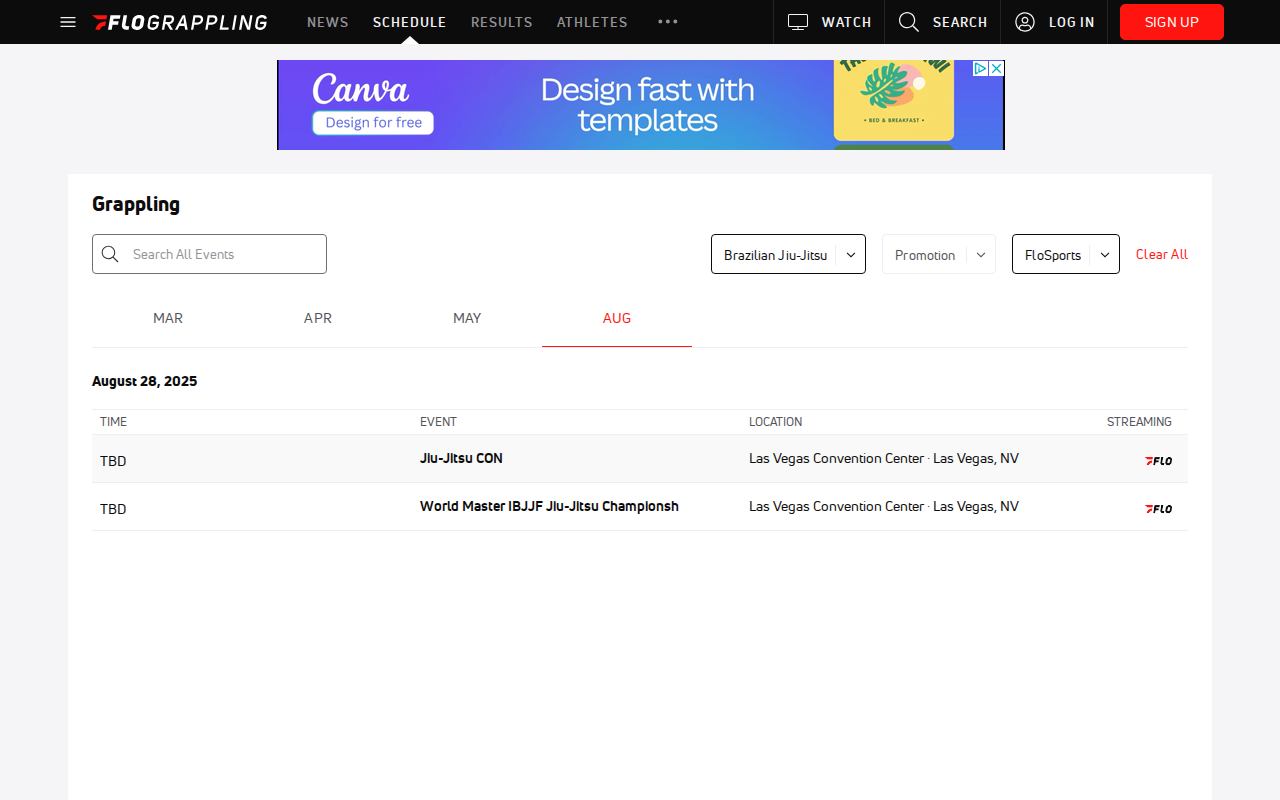 FLOGRAPPLING NEWS SCHEDULE RESULTS ATHLETES ••• WATCH SEARCH LOG IN SIGN UP
Canva
Design for free
Design fast with
templates
• BED & BREAKFAST •
Grappling
Search All Events
Brazilian Jiu-Jitsu Promotion FloSports Clear All
MAR APR MAY AUG
August 28, 2025
TIME EVENT LOCATION STREAMING
TBD Jiu-Jitsu CON Las Vegas Convention Center · Las Vegas, NV FLO
TBD World Master IBJJF Jiu-Jitsu Championsh Las Vegas Convention Center · Las Vegas, NV FLO